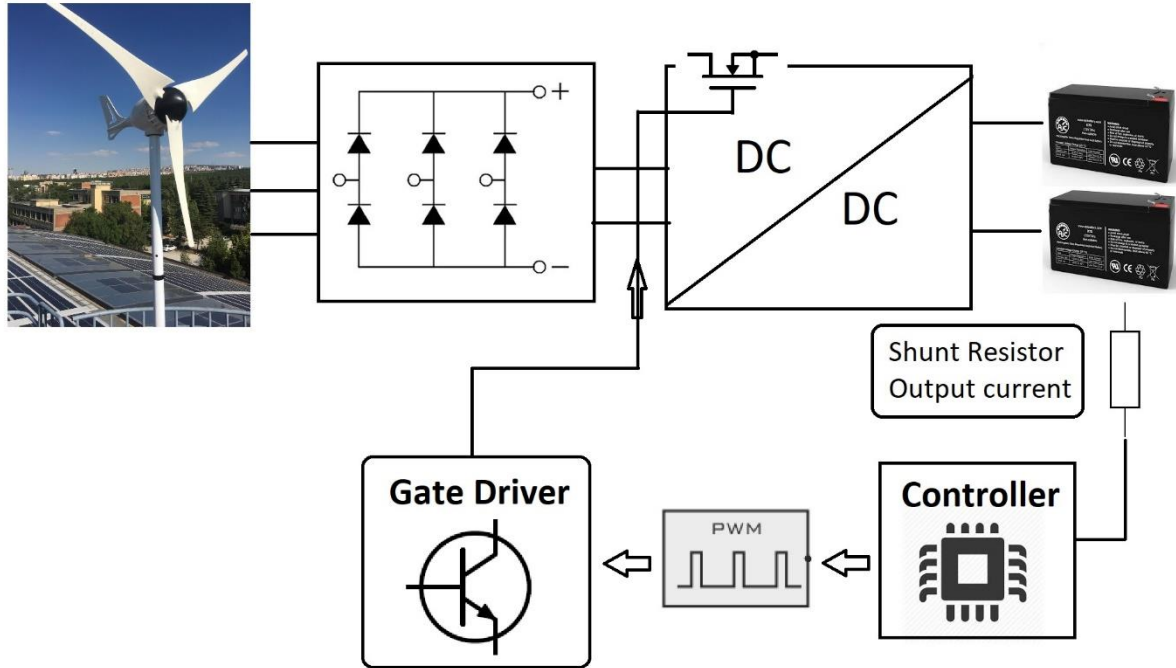 +
−
DC
DC
Shunt Resistor
Output current
Gate Driver
PWM
Controller